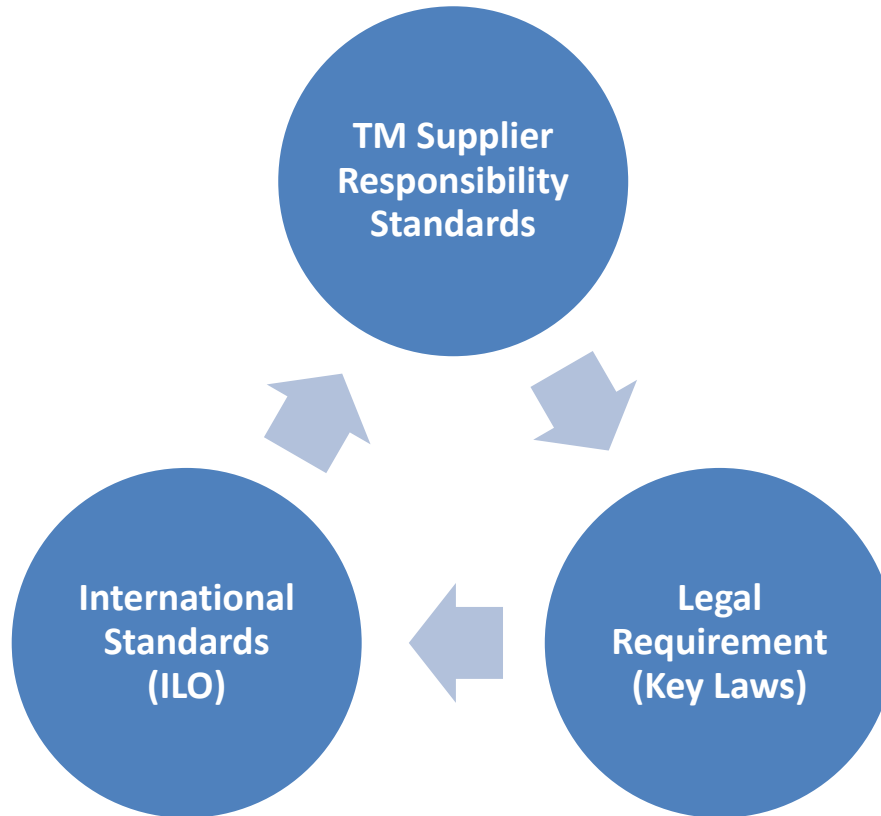 TM Supplier
Responsibility
Standards
International
Standards
(ILO)
Legal
Requirement
(Key Laws)